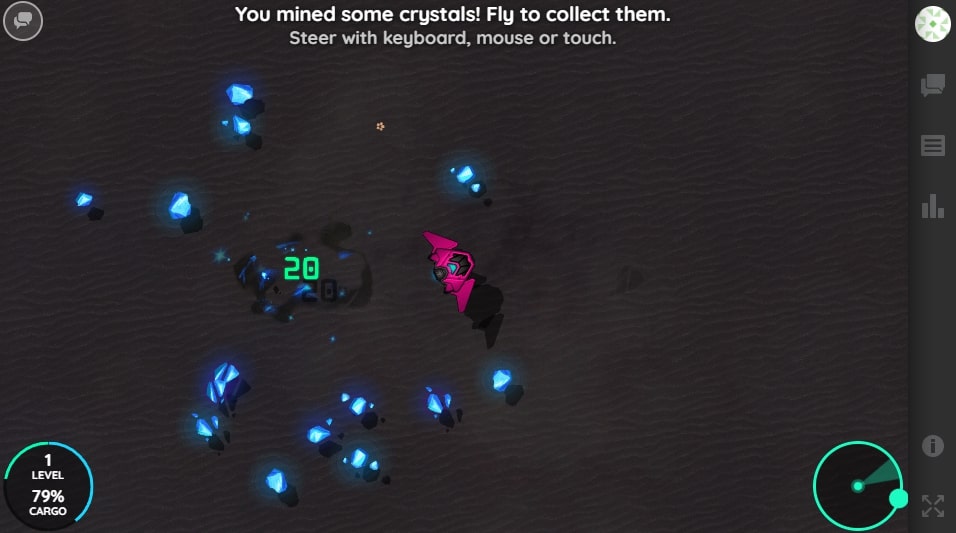 You mined some crystals! Fly to collect them.
Steer with keyboard, mouse or touch.
20
1
LEVEL
79%
CARGO